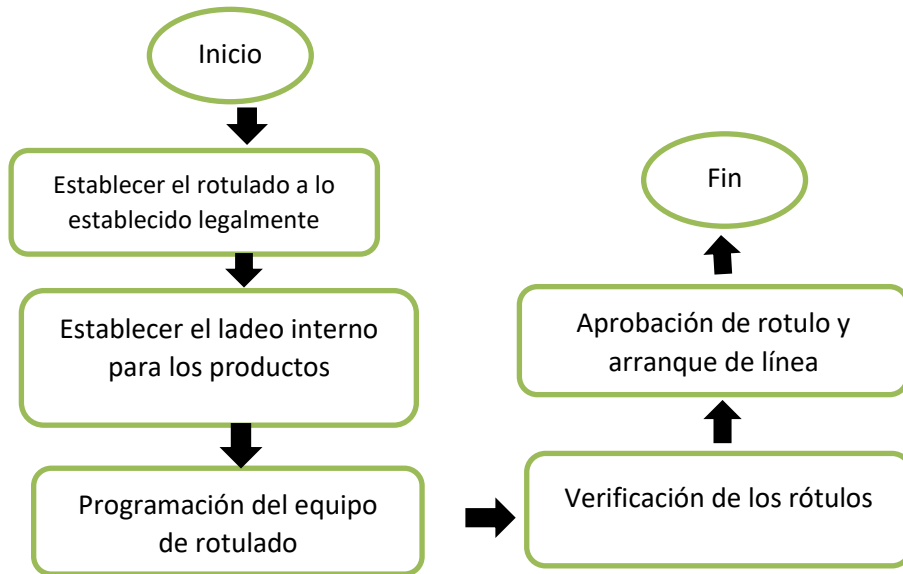 Inicio
Establecer el rotulado a lo
establecido legalmente
Establecer el ladeo interno
para los productos
Programación del equipo
de rotulado
Verificación de los rótulos
Aprobación de rotulo y
arranque de línea
Fin